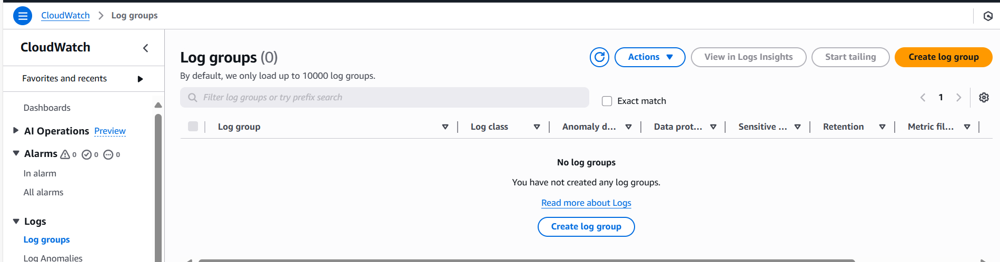 CloudWatch > Log groups
CloudWatch
Favorites and recents
Dashboards
AI Operations Preview
Alarms 0 0 0
In alarm
All alarms
Logs
Log groups
Log Anomalies
Log groups (0)
Actions
View in Logs Insights
Start tailing
Create log group
By default, we only load up to 10000 log groups.
Filter log groups or try prefix search
Exact match
1
Log group
Log class
Anomaly d...
Data prot...
Sensitive ...
Retention
Metric fil...
No log groups
You have not created any log groups.
Read more about Logs
Create log group